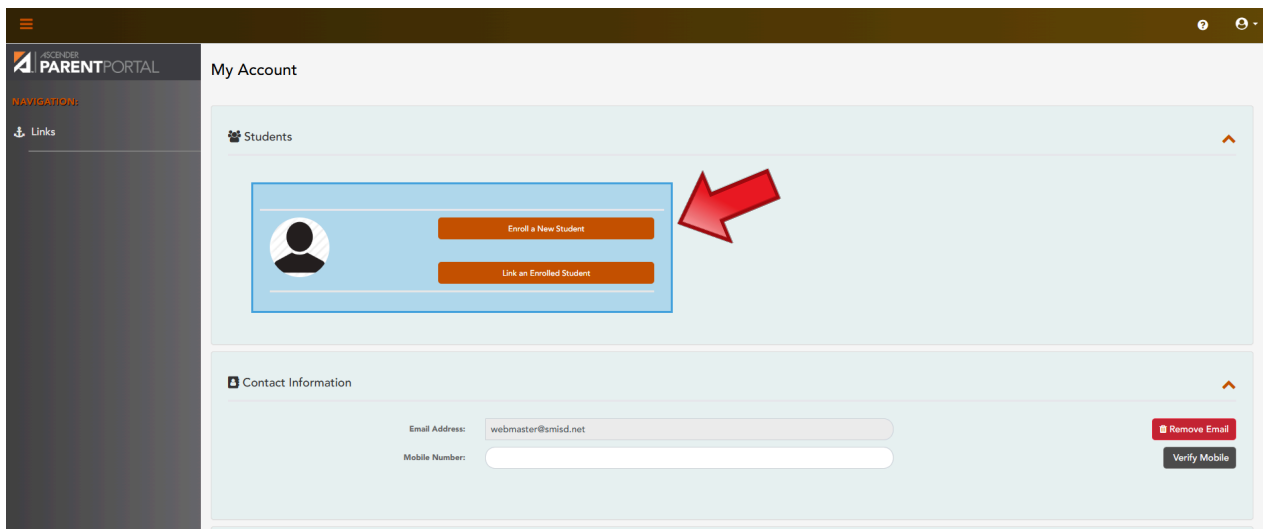 ASCENDER
PARENTPORTAL
My Account
NAVIGATION:
Links
Students
Enroll a New Student
Link an Enrolled Student
Contact Information
Email Address: webmaster@smisd.net Remove Email
Mobile Number: Verify Mobile